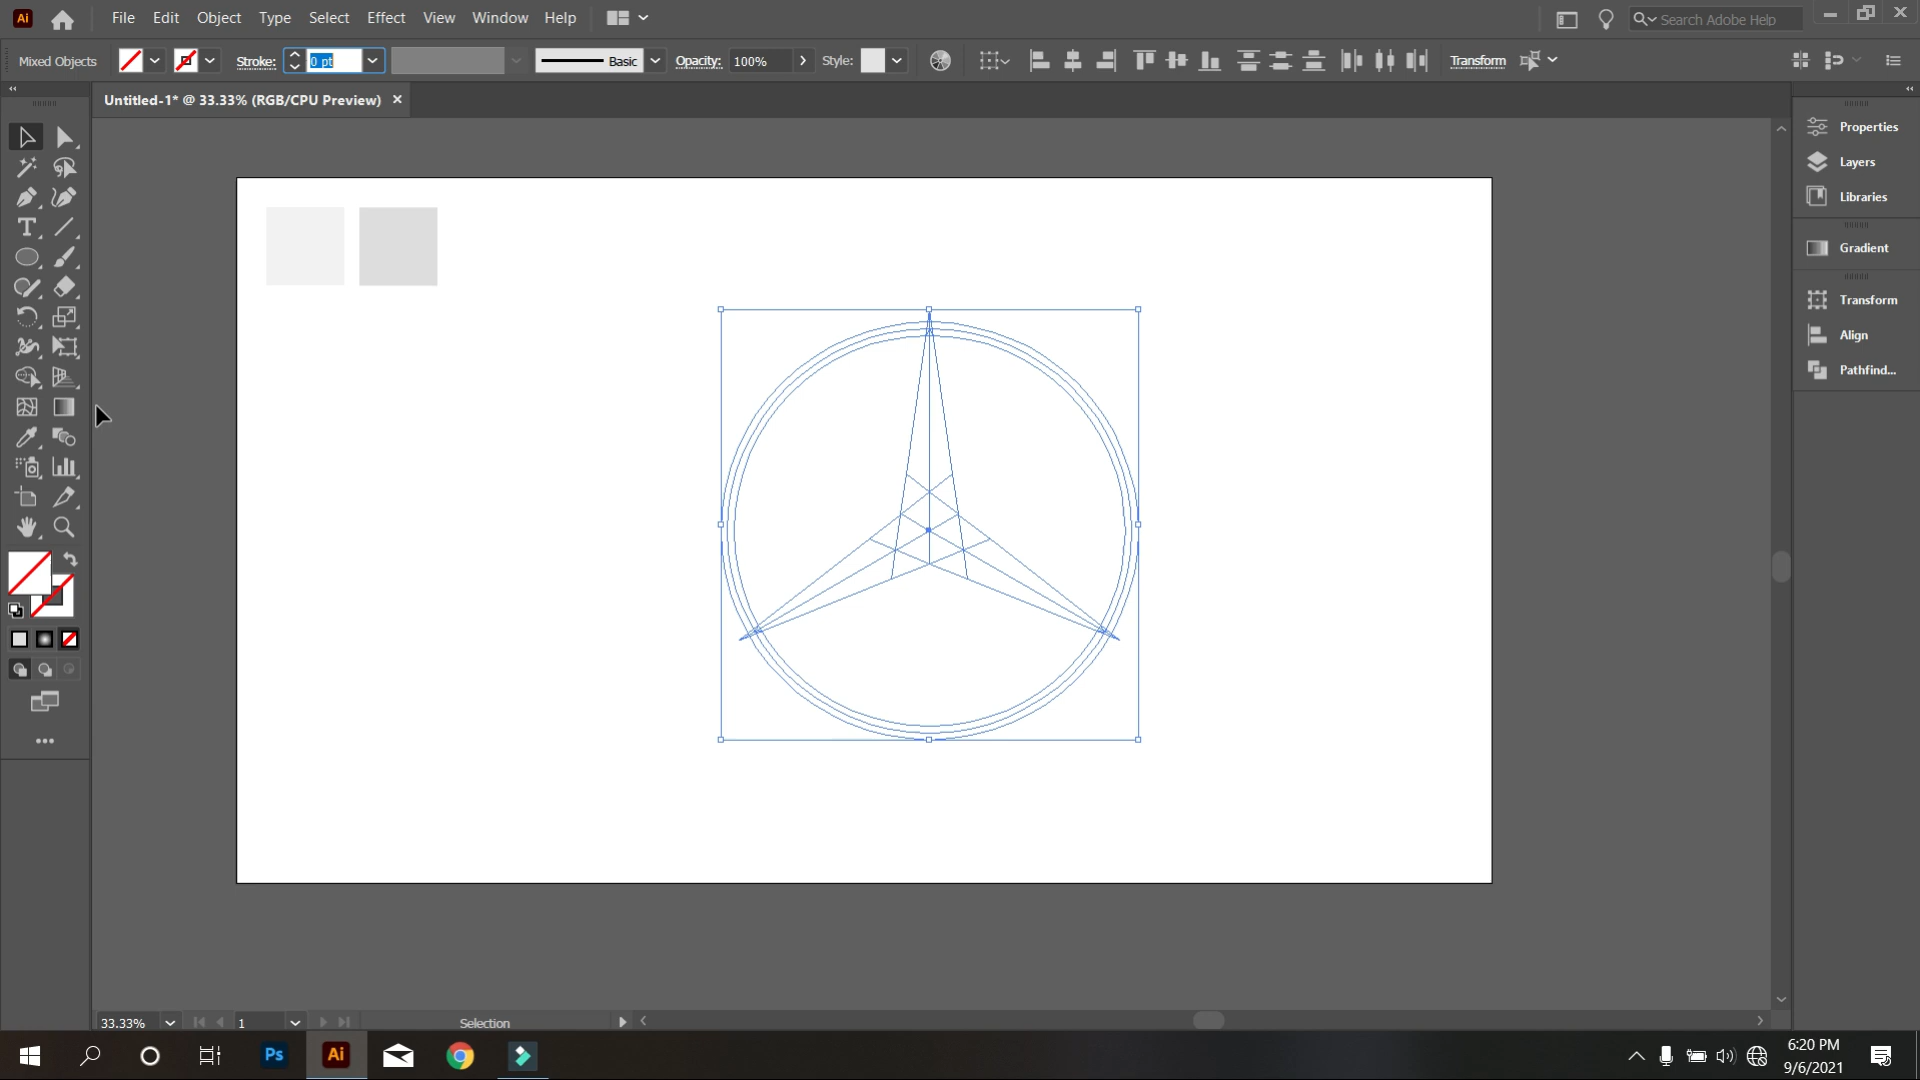 Ai File Edit Object Type Select Effect View Window Help Search Adobe Help
Mixed Objects Stroke: 0 pt Basic Opacity: 100% Style: Transform
Untitled-1* @ 33.33% (RGB/CPU Preview)
Properties
Layers
Libraries
Gradient
Transform
Align
Pathfind...
33.33% 1 Selection
Ps Ai 6:20 PM
9/6/2021